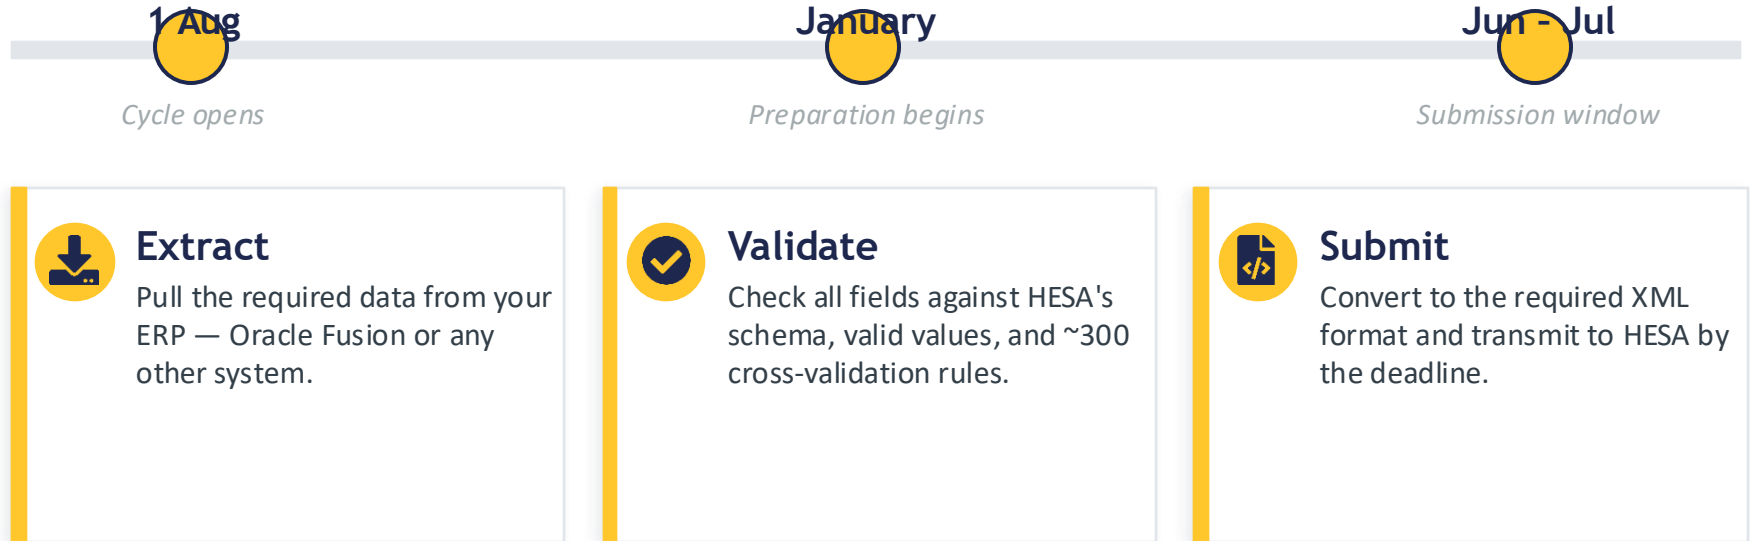 1 Aug
January
Jun - Jul
Cycle opens
Preparation begins
Submission window
Extract
Pull the required data from your
ERP — Oracle Fusion or any
other system.
Validate
Check all fields against HESA's
schema, valid values, and ~300
cross-validation rules.
Submit
Convert to the required XML
format and transmit to HESA by
the deadline.